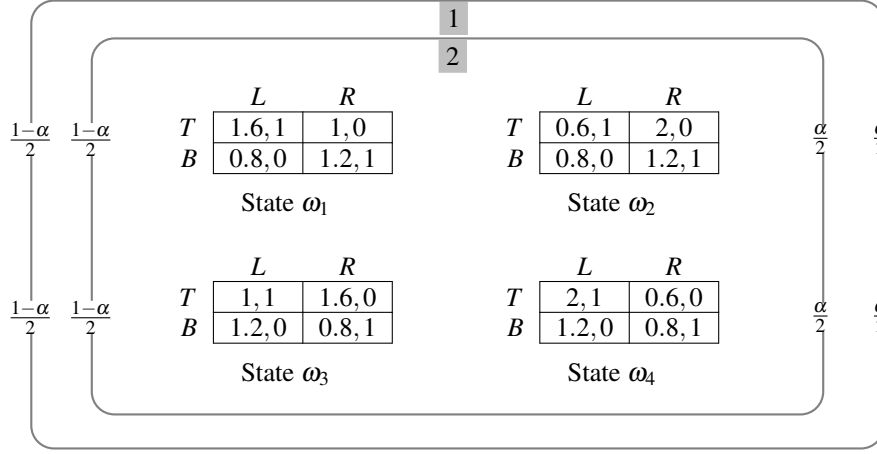 1
2
L R L R
T 1.6, 1 1, 0 T 0.6, 1 2, 0
1−α/2 1−α/2 α/2
B 0.8, 0 1.2, 1 B 0.8, 0 1.2, 1
State ω₁ State ω₂
L R L R
T 1, 1 1.6, 0 T 2, 1 0.6, 0
1−α/2 1−α/2 α/2
B 1.2, 0 0.8, 1 B 1.2, 0 0.8, 1
State ω₃ State ω₄